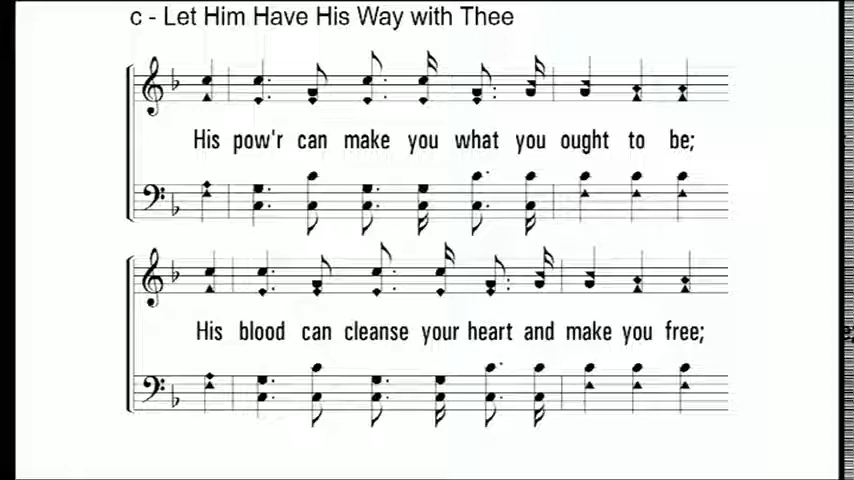 c - Let Him Have His Way with Thee
His pow'r can make you what you ought to be;
His blood can cleanse your heart and make you free;